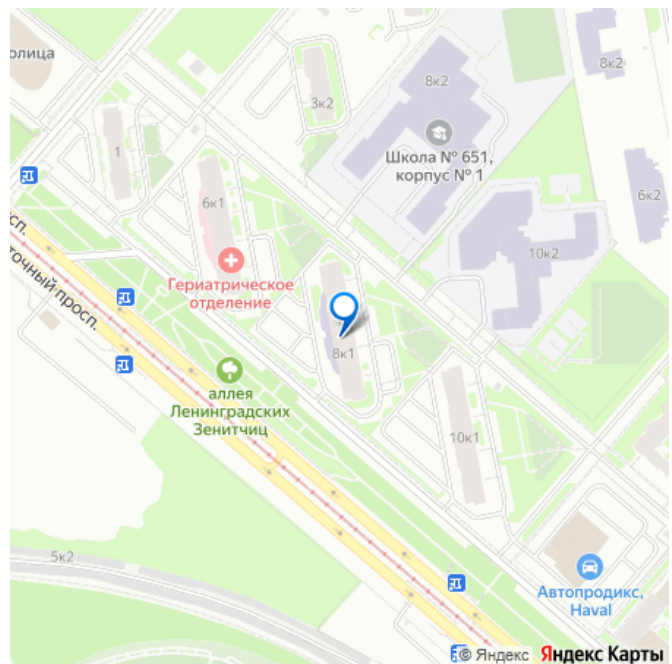 олица
8к2
8к2
3к2
Школа № 651,
корпус № 1
1
6к1
6к2
10к2
сп.
точный просп.
Гериатрическое
отделение
8к1
аллея
Ленинградских
Зенитчиц
10к1
5к2
Автопродикс,
Haval
© Яндекс Яндекс Карты